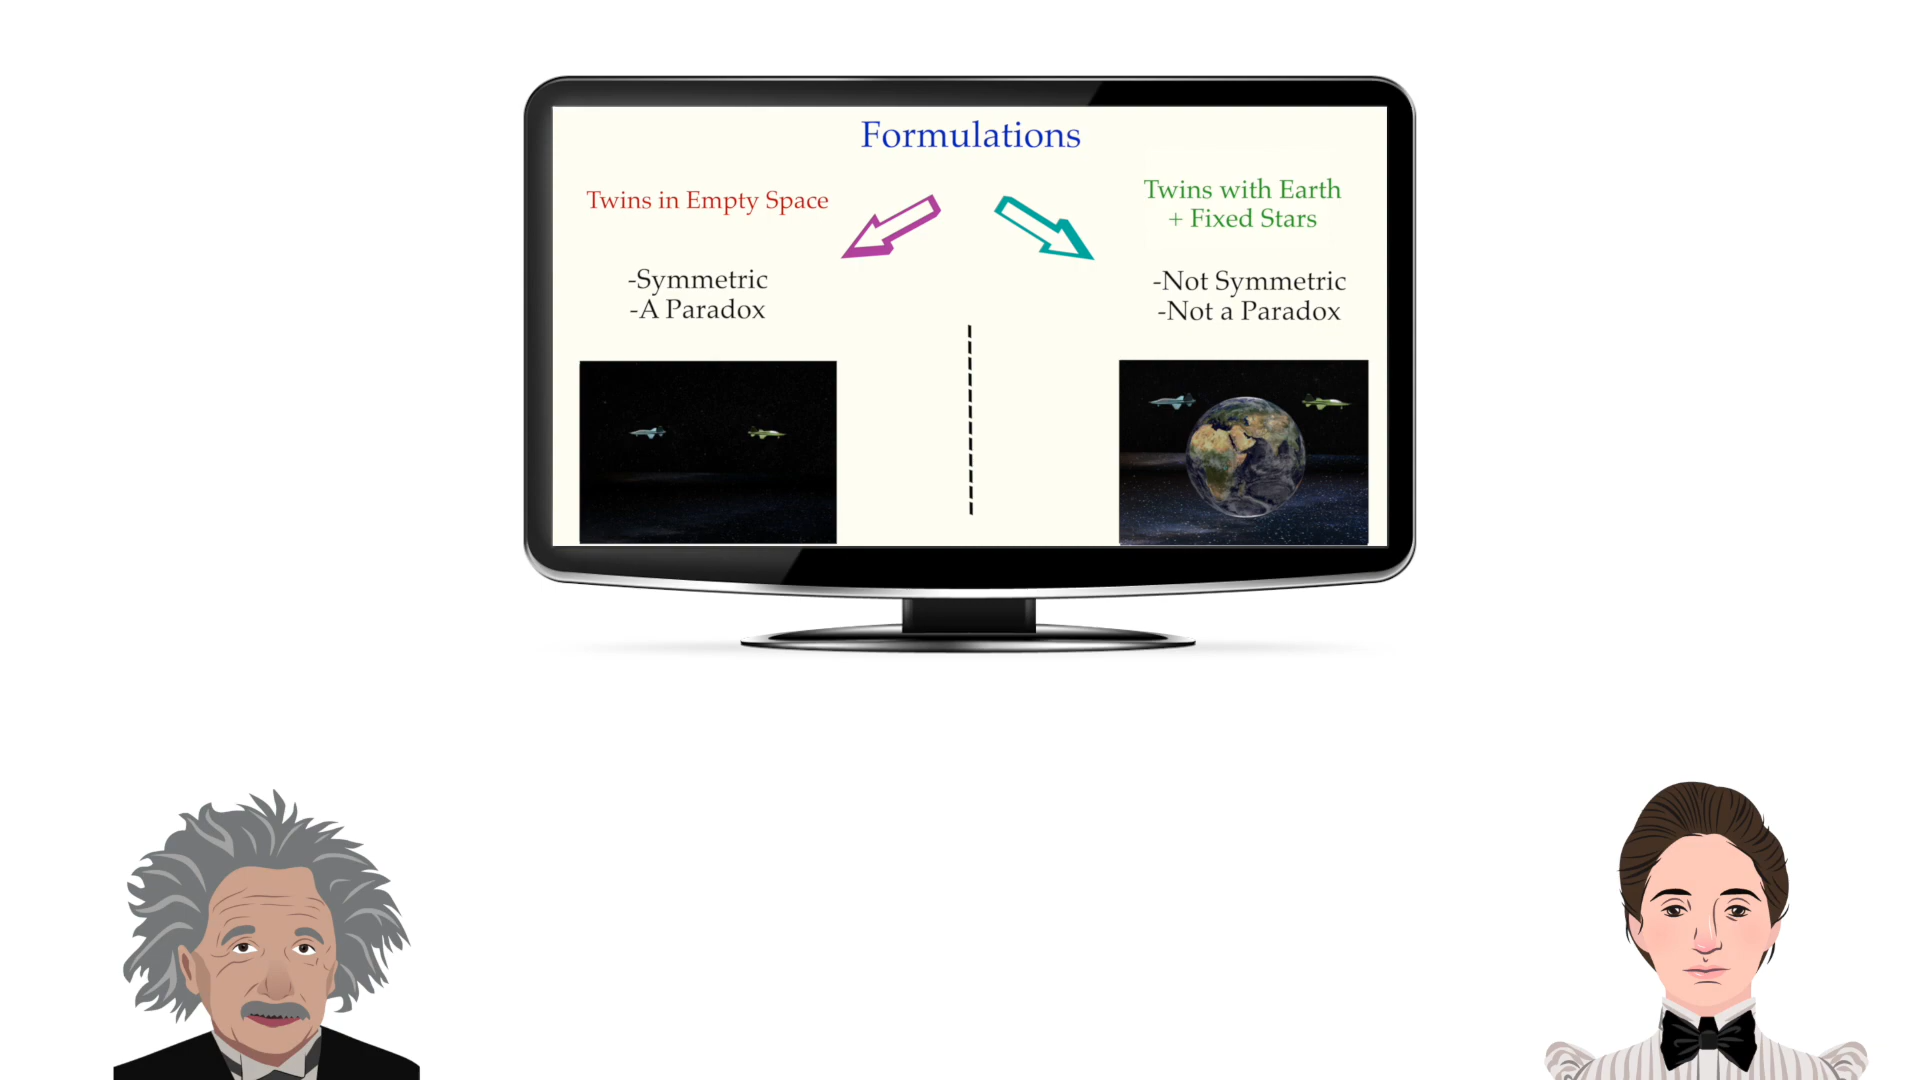 Formulations
Twins in Empty Space
-Symmetric
-A Paradox
Twins with Earth
+ Fixed Stars
-Not Symmetric
-Not a Paradox